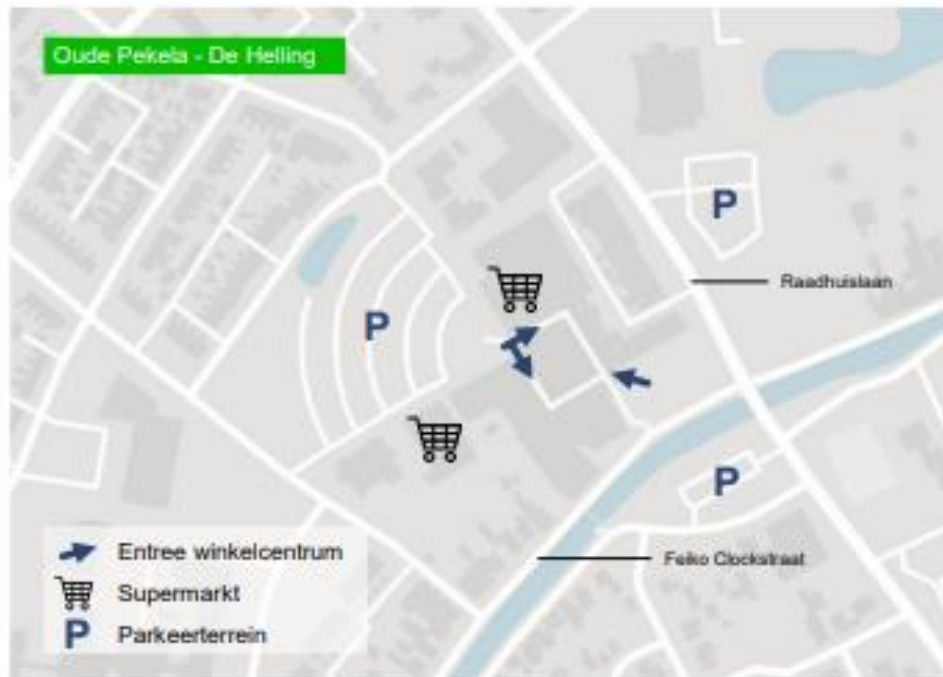 Oude Pekela - De Helling
P
Raadhuislaan
P
P
Feiko Clockstraat
Entree winkelcentrum
Supermarkt
P Parkeerterrein